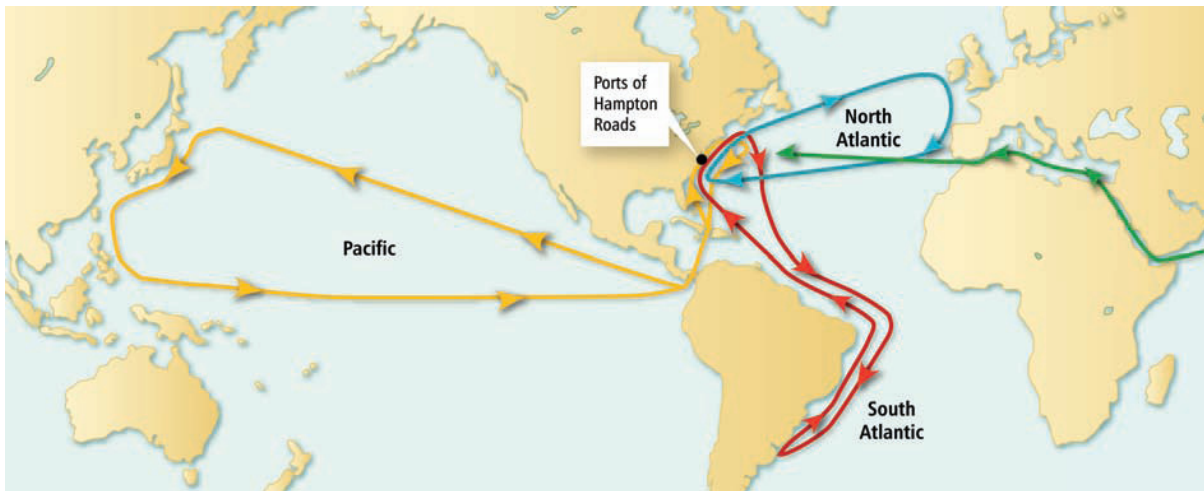 Ports of
Hampton
Roads
North
Atlantic
Pacific
South
Atlantic